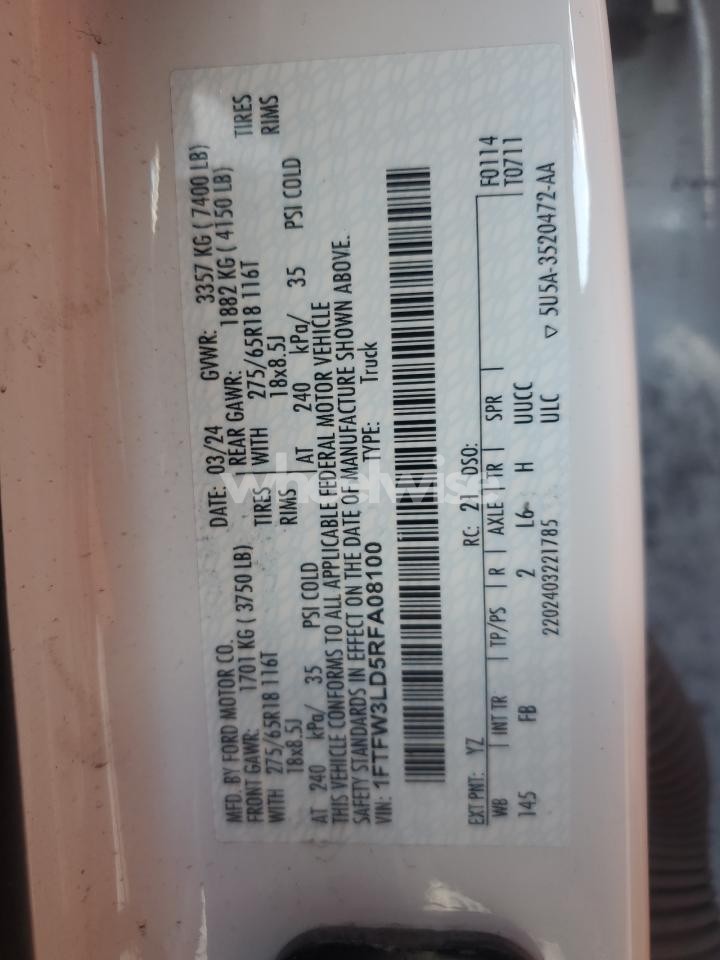 MFD. BY FORD MOTOR CO. DATE: 03/24 GVWR: 3357 KG ( 7400 LB)
FRONT GAWR: 1701 KG ( 3750 LB) REAR GAWR: 1882 KG ( 4150 LB)
WITH 275/65R18 116T TIRES WITH 275/65R18 116T TIRES
18x8.5J RIMS 18x8.5J RIMS
AT 240 kPa/ 35 PSI COLD AT 240 kPa/ 35 PSI COLD
THIS VEHICLE CONFORMS TO ALL APPLICABLE FEDERAL MOTOR VEHICLE
SAFETY STANDARDS IN EFFECT ON THE DATE OF MANUFACTURE SHOWN ABOVE.
VIN: 1FTFW3LD5RFA08100 TYPE: Truck
EXT PNT: YZ RC: 21 DSO: F0114
WB INT TR TP/PS R AXLE TR SPR T0711
145 FB 2 L6 H UUCC
2202403221785 ULC ▽ 5U5A-3520472-AA
wheelwise